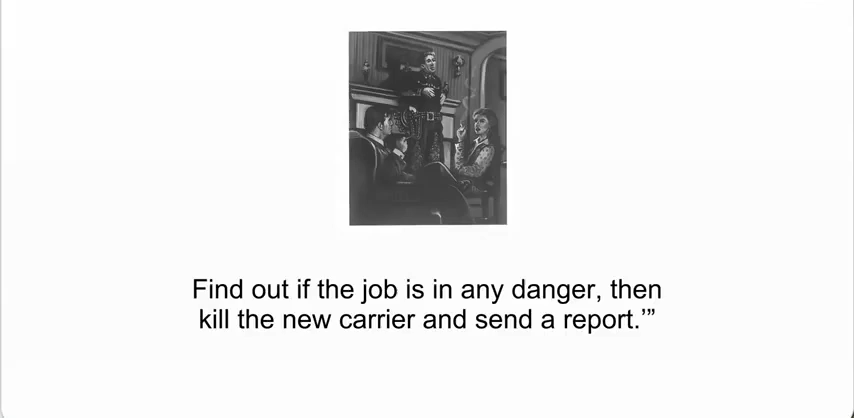 Find out if the job is in any danger, then
kill the new carrier and send a report.’”